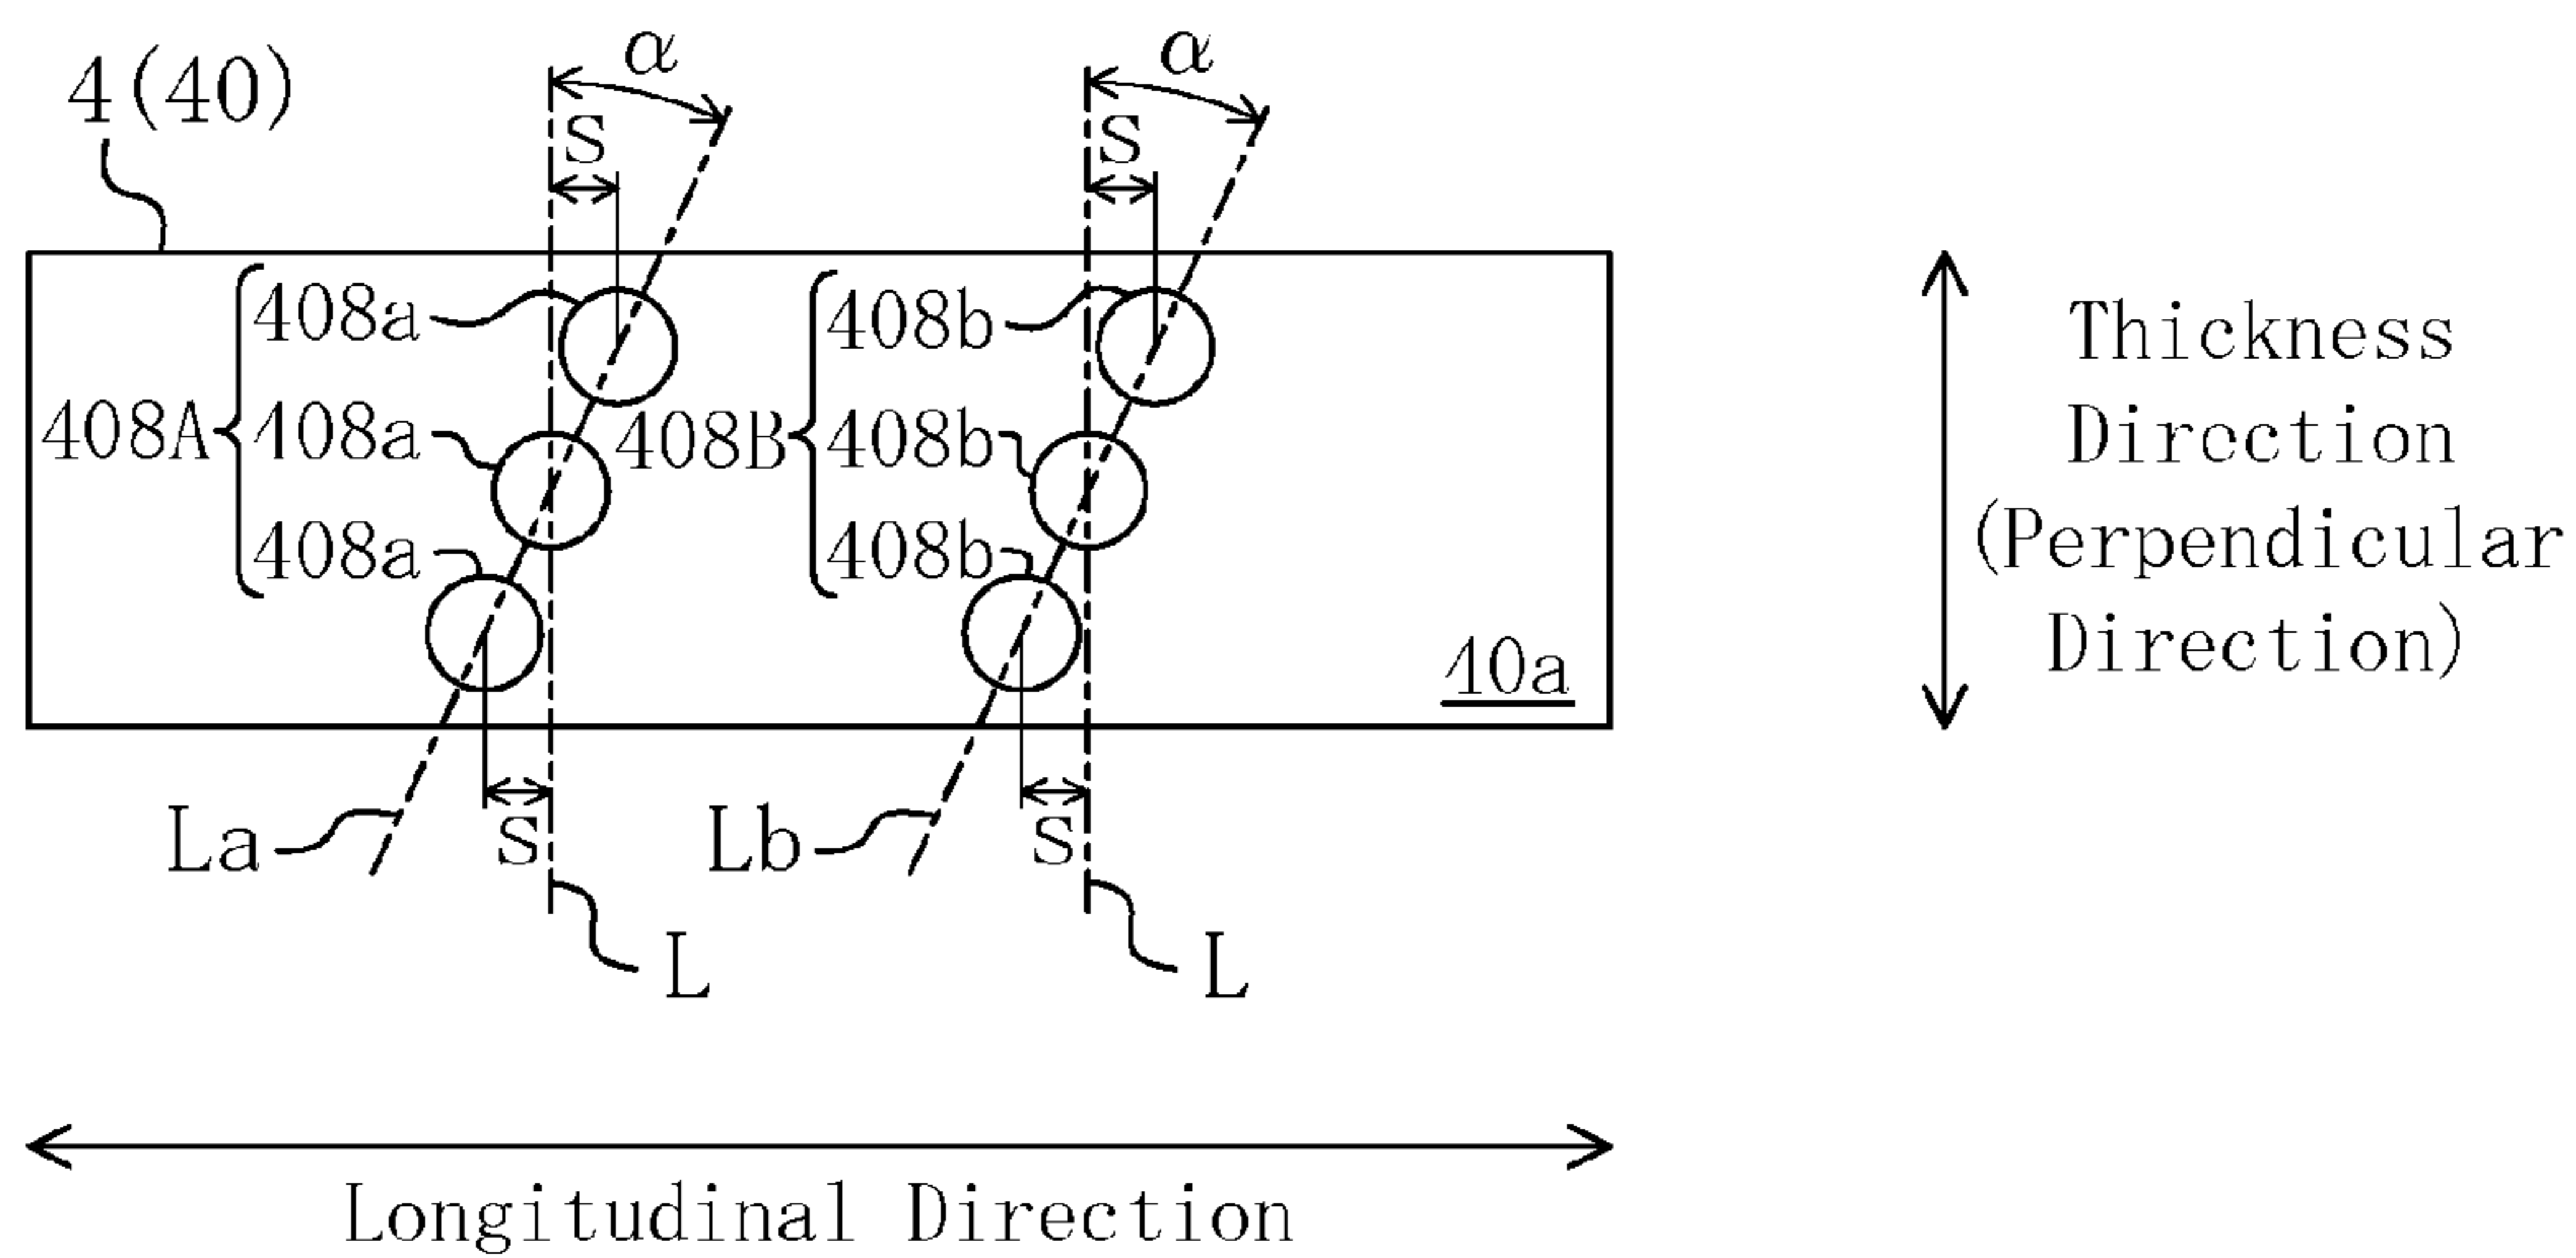 α α
4(40)
S S
408a 408b
408A 408a 408B 408b
408a 408b
40a
Thickness
Direction
(Perpendicular
Direction)
La S Lb S
L L
Longitudinal Direction